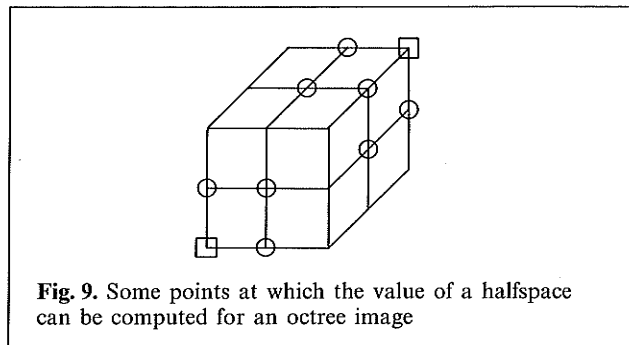 Fig. 9. Some points at which the value of a halfspace
can be computed for an octree image